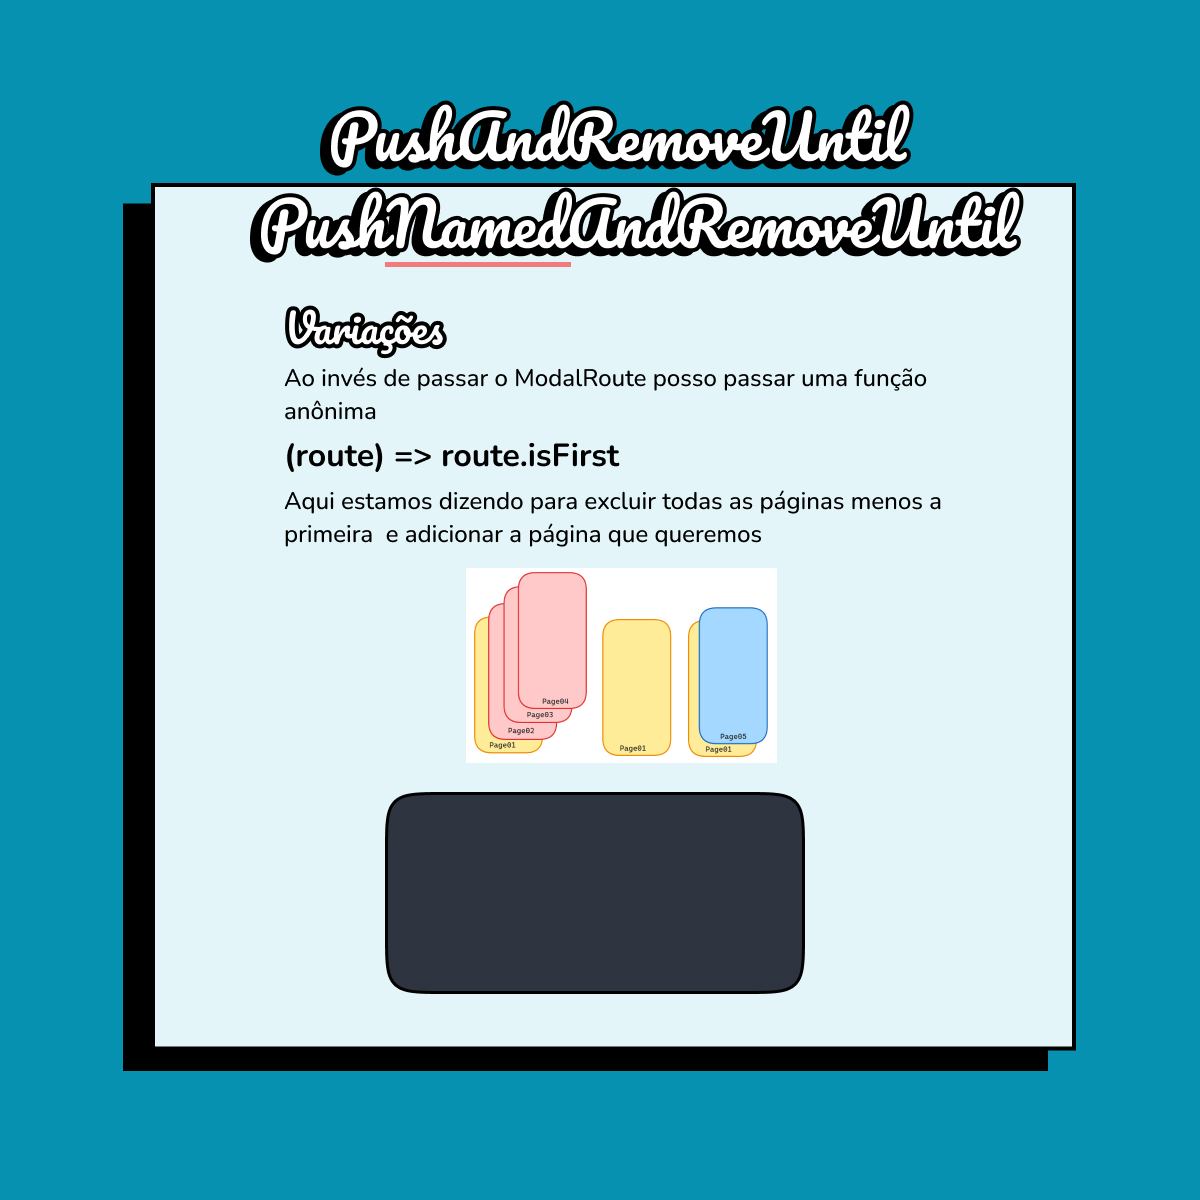 PushAndRemoveUntil
PushNamedAndRemoveUntil
Variações
Ao invés de passar o ModalRoute posso passar uma função
anônima
(route) => route.isFirst
Aqui estamos dizendo para excluir todas as páginas menos a
primeira  e adicionar a página que queremos
Page04
Page03
Page02
Page01
Page01
Page05
Page01